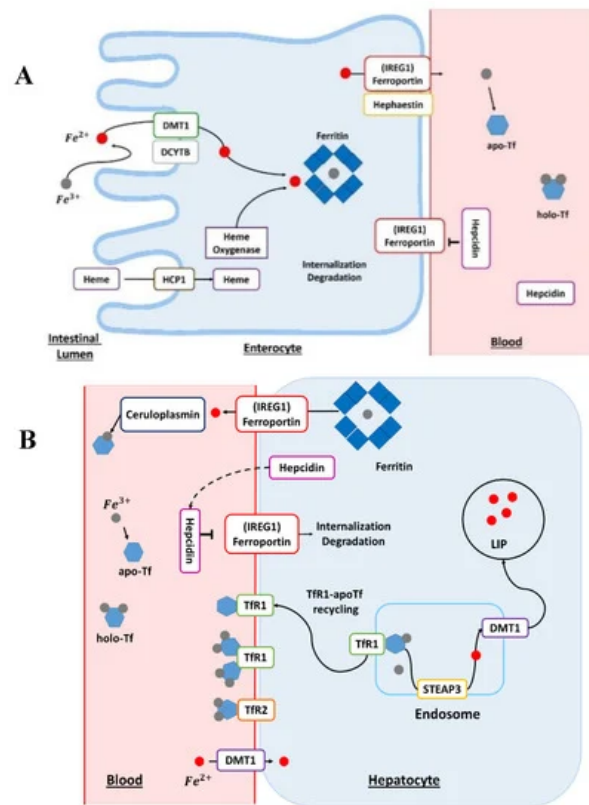 A
(IREG1)
Ferroportin
Hephaestin
apo-Tf
holo-Tf
Fe2+
DMT1
DCYTB
Fe3+
Ferritin
Heme
Oxygenase
(IREG1)
Ferroportin
Hepcidin
Heme
HCP1
Heme
Internalization
Degradation
Hepcidin
Intestinal
Lumen
Enterocyte
Blood
B
Ceruloplasmin
(IREG1)
Ferroportin
Ferritin
Hepcidin
Fe3+
Hepcidin
(IREG1)
Ferroportin
Internalization
Degradation
LIP
apo-Tf
TfR1-apoTf
recycling
TfR1
holo-Tf
TfR1
TfR1
DMT1
STEAP3
TfR2
Endosome
DMT1
Fe2+
Blood
Hepatocyte